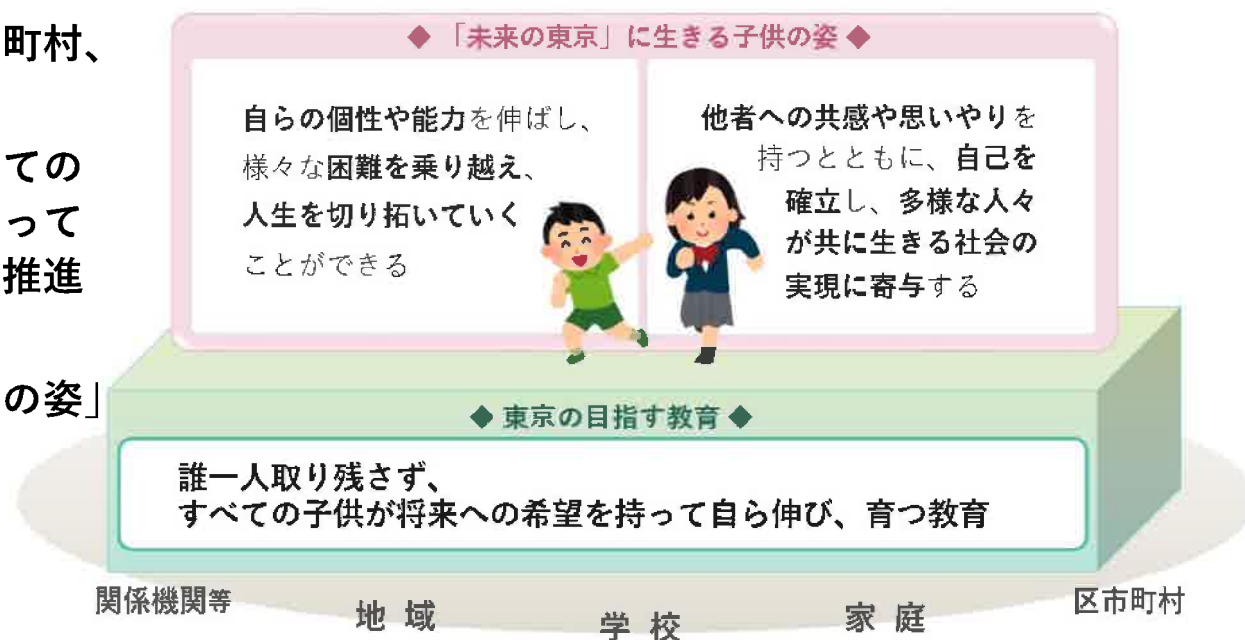 町村、
ての
って
推進
の姿」
◆ 「未来の東京」に生きる子供の姿 ◆
自らの個性や能力を伸ばし、
様々な困難を乗り越え、
人生を切り拓いていく
ことができる
他者への共感や思いやりを
持つとともに、自己を
確立し、多様な人々
が共に生きる社会の
実現に寄与する
◆ 東京の目指す教育 ◆
誰一人取り残さず、
すべての子供が将来への希望を持って自ら伸び、育つ教育
関係機関等
地 域
学 校
家 庭
区市町村